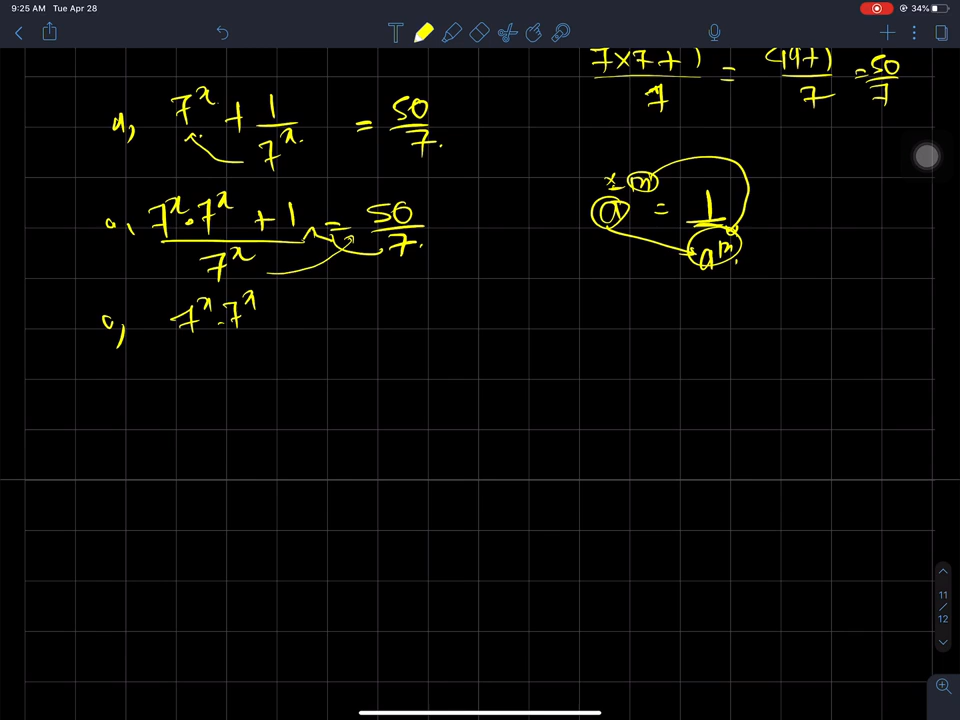 9:25 AM Tue Apr 28
34%
7×7+1 / 7 = (49+1) / 7 = 50/7
7^x + 1/7^x = 50/7
7^x · 7^x + 1 / 7^x = 50/7
a^m = 1/a^m
7^x · 7^x
11
/
12